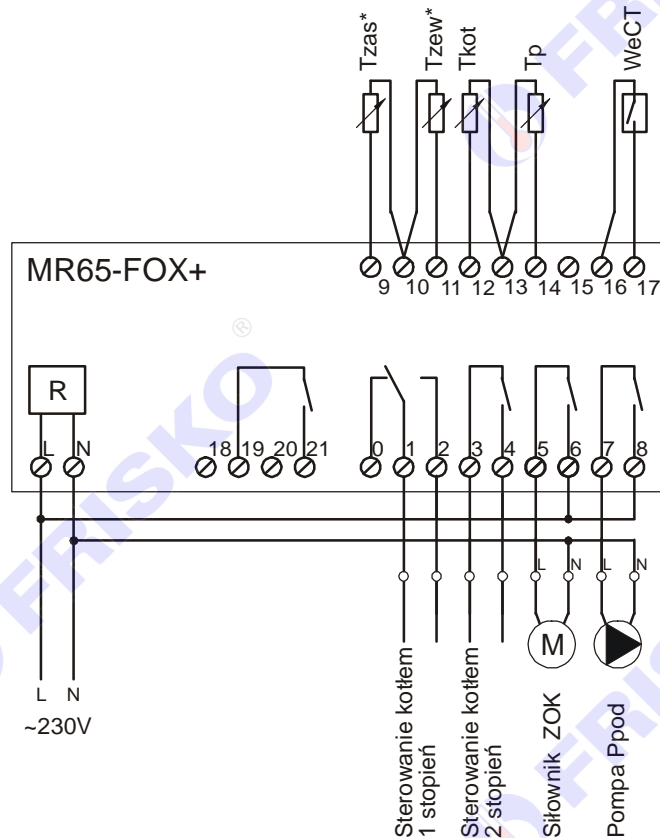 Tzas*
Tzew*
Tkot
Tp
WeCT
MR65-FOX+
9
10
11
12
13
14
15
16
17
®
R
L
N
18
19
20
21
0
1
2
3
4
5
6
7
8
L
N
L
N
L
N
~230V
M
Sterowanie kotłem
1 stopień
Sterowanie kotłem
2 stopień
Siłownik ZOK
Pompa Ppod
FRISKO
FRISKO
FRISKO